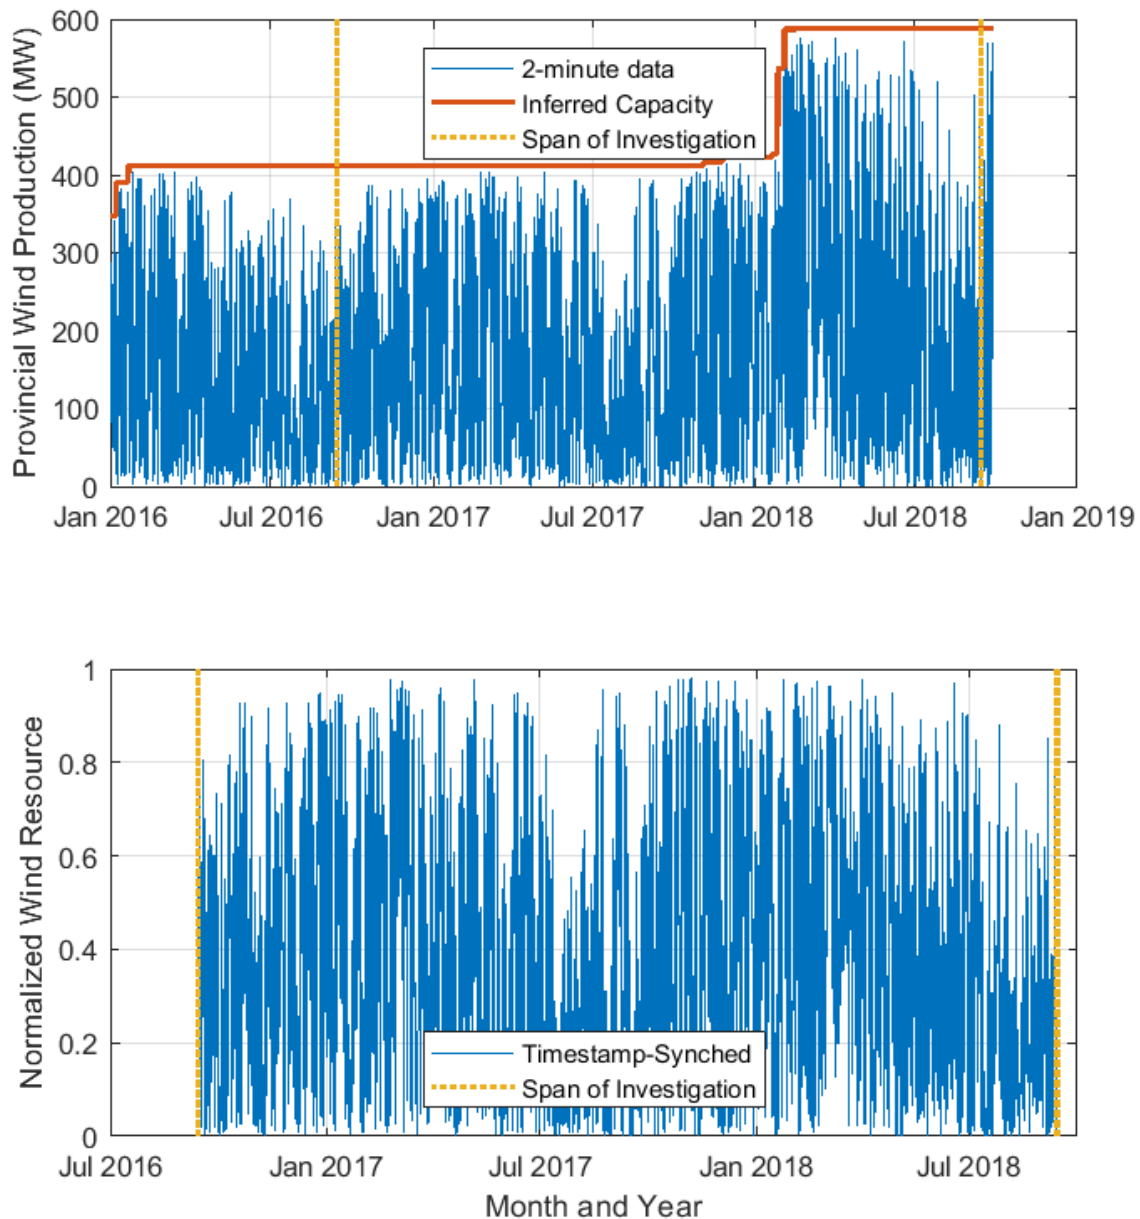 Provincial Wind Production (MW)
600
500
400
300
200
100
0
2-minute data
Inferred Capacity
Span of Investigation
Jan 2016
Jul 2016
Jan 2017
Jul 2017
Jan 2018
Jul 2018
Jan 2019
Normalized Wind Resource
1
0.8
0.6
0.4
0.2
0
Timestamp-Synched
Span of Investigation
Jul 2016
Jan 2017
Jul 2017
Jan 2018
Jul 2018
Month and Year